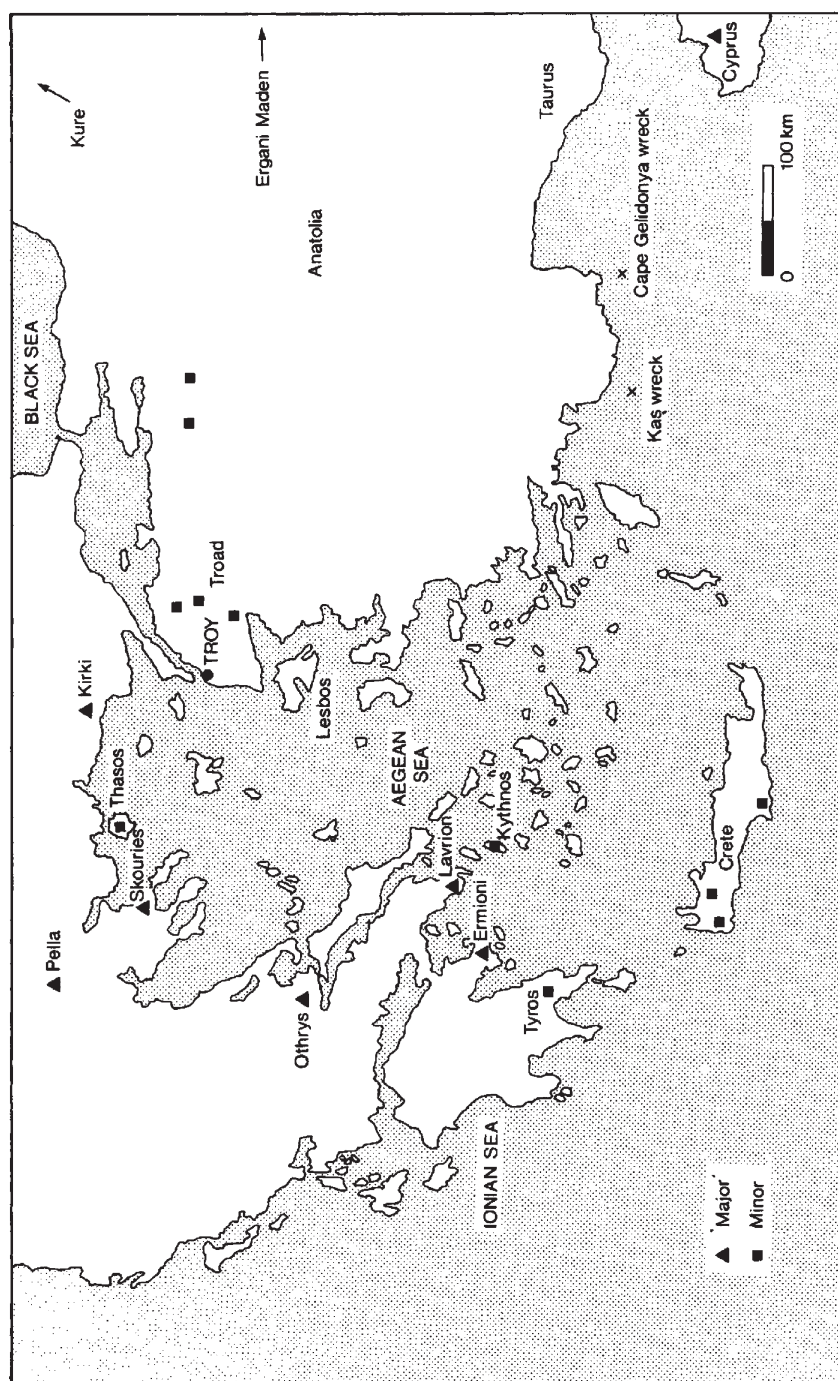 Kure
BLACK SEA
Ergani Maden
Anatolia
Taurus
Cyprus
Pella
Skouries
Thasos
Kirki
TROY
Troad
Othrys
Lesbos
AEGEAN
SEA
Lavrion
Ermioni
Kythnos
Tyros
IONIAN SEA
Crete
Kaş wreck
Cape Gelidonya wreck
0
100 km
Major
Minor